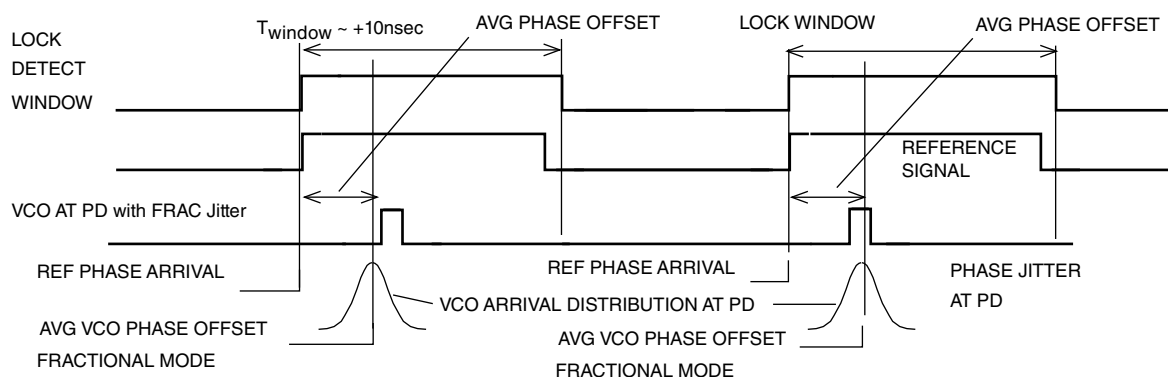 LOCK
DETECT
WINDOW
Twindow ~ +10nsec
AVG PHASE OFFSET
LOCK WINDOW
AVG PHASE OFFSET
REFERENCE
SIGNAL
VCO AT PD with FRAC Jitter
REF PHASE ARRIVAL
REF PHASE ARRIVAL
PHASE JITTER
AT PD
VCO ARRIVAL DISTRIBUTION AT PD
AVG VCO PHASE OFFSET
FRACTIONAL MODE
AVG VCO PHASE OFFSET
FRACTIONAL MODE